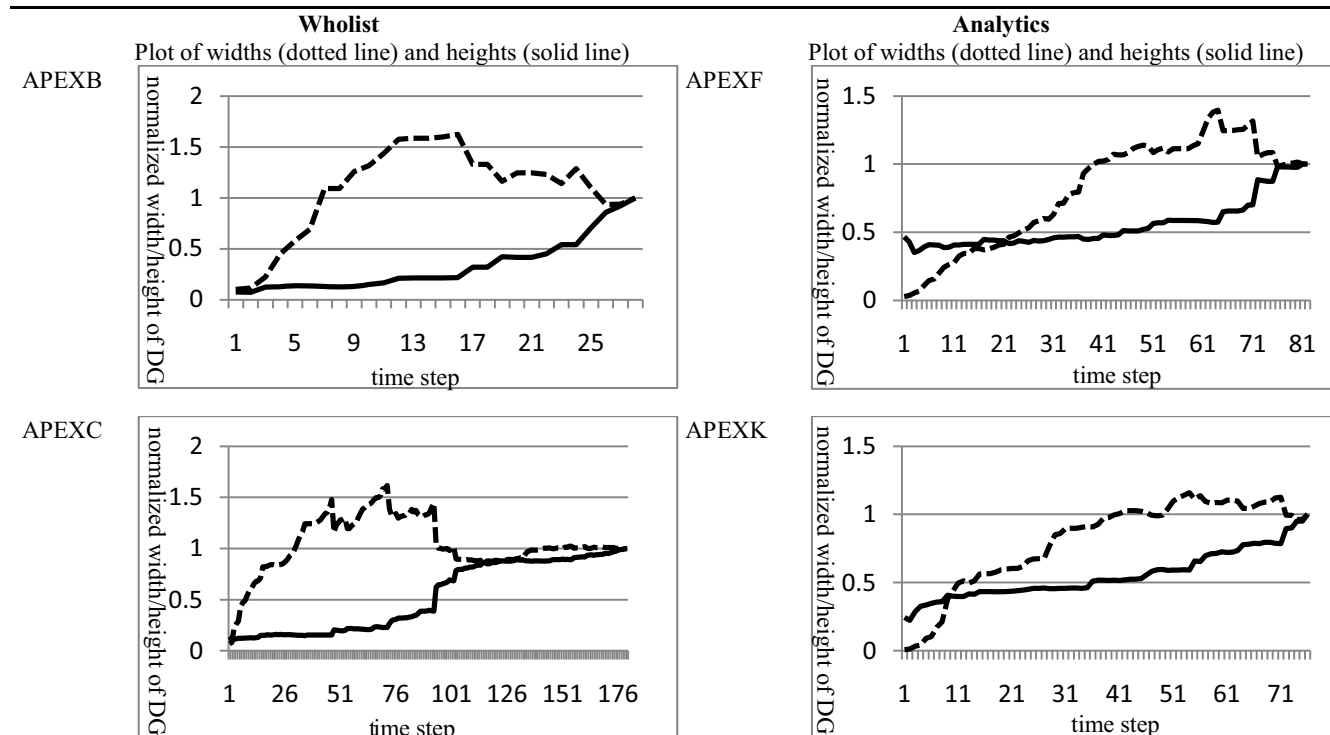 Wholist
Analytics
Plot of widths (dotted line) and heights (solid line)
Plot of widths (dotted line) and heights (solid line)
APEXB
normalized width/height of DG
2
1.5
1
0.5
0
1 5 9 13 17 21 25
time step
APEXF
normalized width/height of DG
1.5
1
0.5
0
1 11 21 31 41 51 61 71 81
time step
APEXC
normalized width/height of DG
2
1.5
1
0.5
0
1 26 51 76 101 126 151 176
time step
APEXK
normalized width/height of DG
1.5
1
0.5
0
1 11 21 31 41 51 61 71
time step